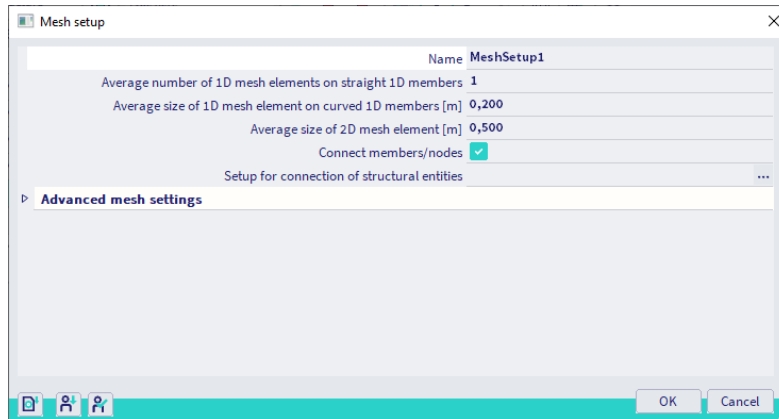 Mesh setup
Name MeshSetup1
Average number of 1D mesh elements on straight 1D members 1
Average size of 1D mesh element on curved 1D members [m] 0,200
Average size of 2D mesh element [m] 0,500
Connect members/nodes
Setup for connection of structural entities ...
Advanced mesh settings
OK Cancel